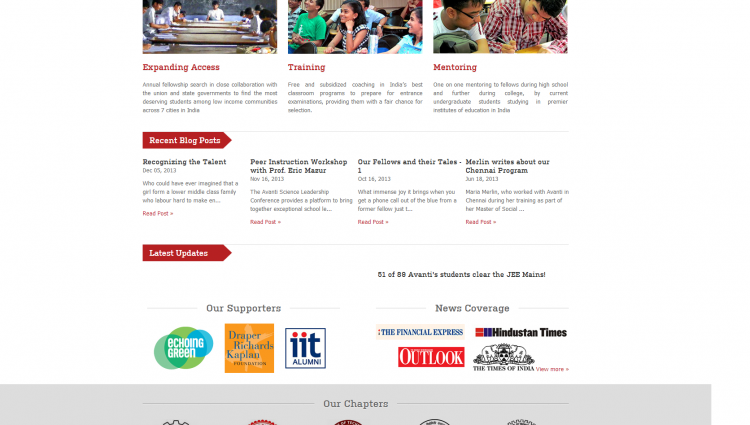 Expanding Access
Annual fellowship search in close collaboration with
the union and state governments to find the most
deserving students among low income communities
across 7 cities in India
Training
Free and subsidized coaching in India's best
classroom programs to prepare for entrance
examinations, providing them with a fair chance for
selection.
Mentoring
One on one mentoring to fellows during high school
and further during college, by current
undergraduate students studying in premier
institutes of education in India
Recent Blog Posts
Recognizing the Talent
Dec 05, 2013
Who could have ever imagined that a
girl form a lower middle class family
who labour hard to make en...
Read Post »
Peer Instruction Workshop
with Prof. Eric Mazur
Nov 16, 2013
The Avanti Science Leadership
Conference provides a platform to bring
together exceptional school le...
Read Post »
Our Fellows and their Tales -
1
Oct 16, 2013
What immense joy it brings when you
get a phone call out of the blue from a
former fellow just t...
Read Post »
Merlin writes about our
Chennai Program
Jun 18, 2013
Maria Merlin, who worked with Avanti in
Chennai during her training as part of
her Master of Social ...
Read Post »
Latest Updates
51 of 89 Avanti's students clear the JEE Mains!
Our Supporters
echoing
green
Draper
Richards
Kaplan
FOUNDATION
iit
ALUMNI
News Coverage
THE FINANCIAL EXPRESS
Hindustan Times
OUTLOOK
THE TIMES OF INDIA
View more »
Our Chapters